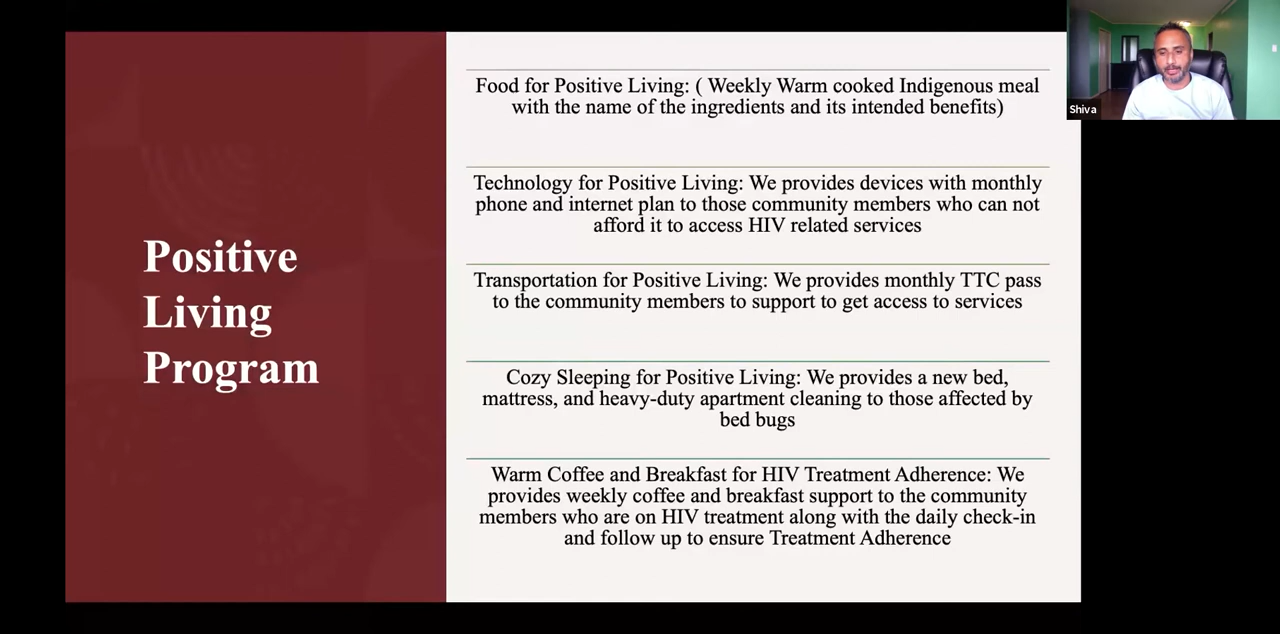 Positive
Living
Program
Food for Positive Living: ( Weekly Warm cooked Indigenous meal
with the name of the ingredients and its intended benefits)
Technology for Positive Living: We provides devices with monthly
phone and internet plan to those community members who can not
afford it to access HIV related services
Transportation for Positive Living: We provides monthly TTC pass
to the community members to support to get access to services
Cozy Sleeping for Positive Living: We provides a new bed,
mattress, and heavy-duty apartment cleaning to those affected by
bed bugs
Warm Coffee and Breakfast for HIV Treatment Adherence: We
provides weekly coffee and breakfast support to the community
members who are on HIV treatment along with the daily check-in
and follow up to ensure Treatment Adherence
Shiva